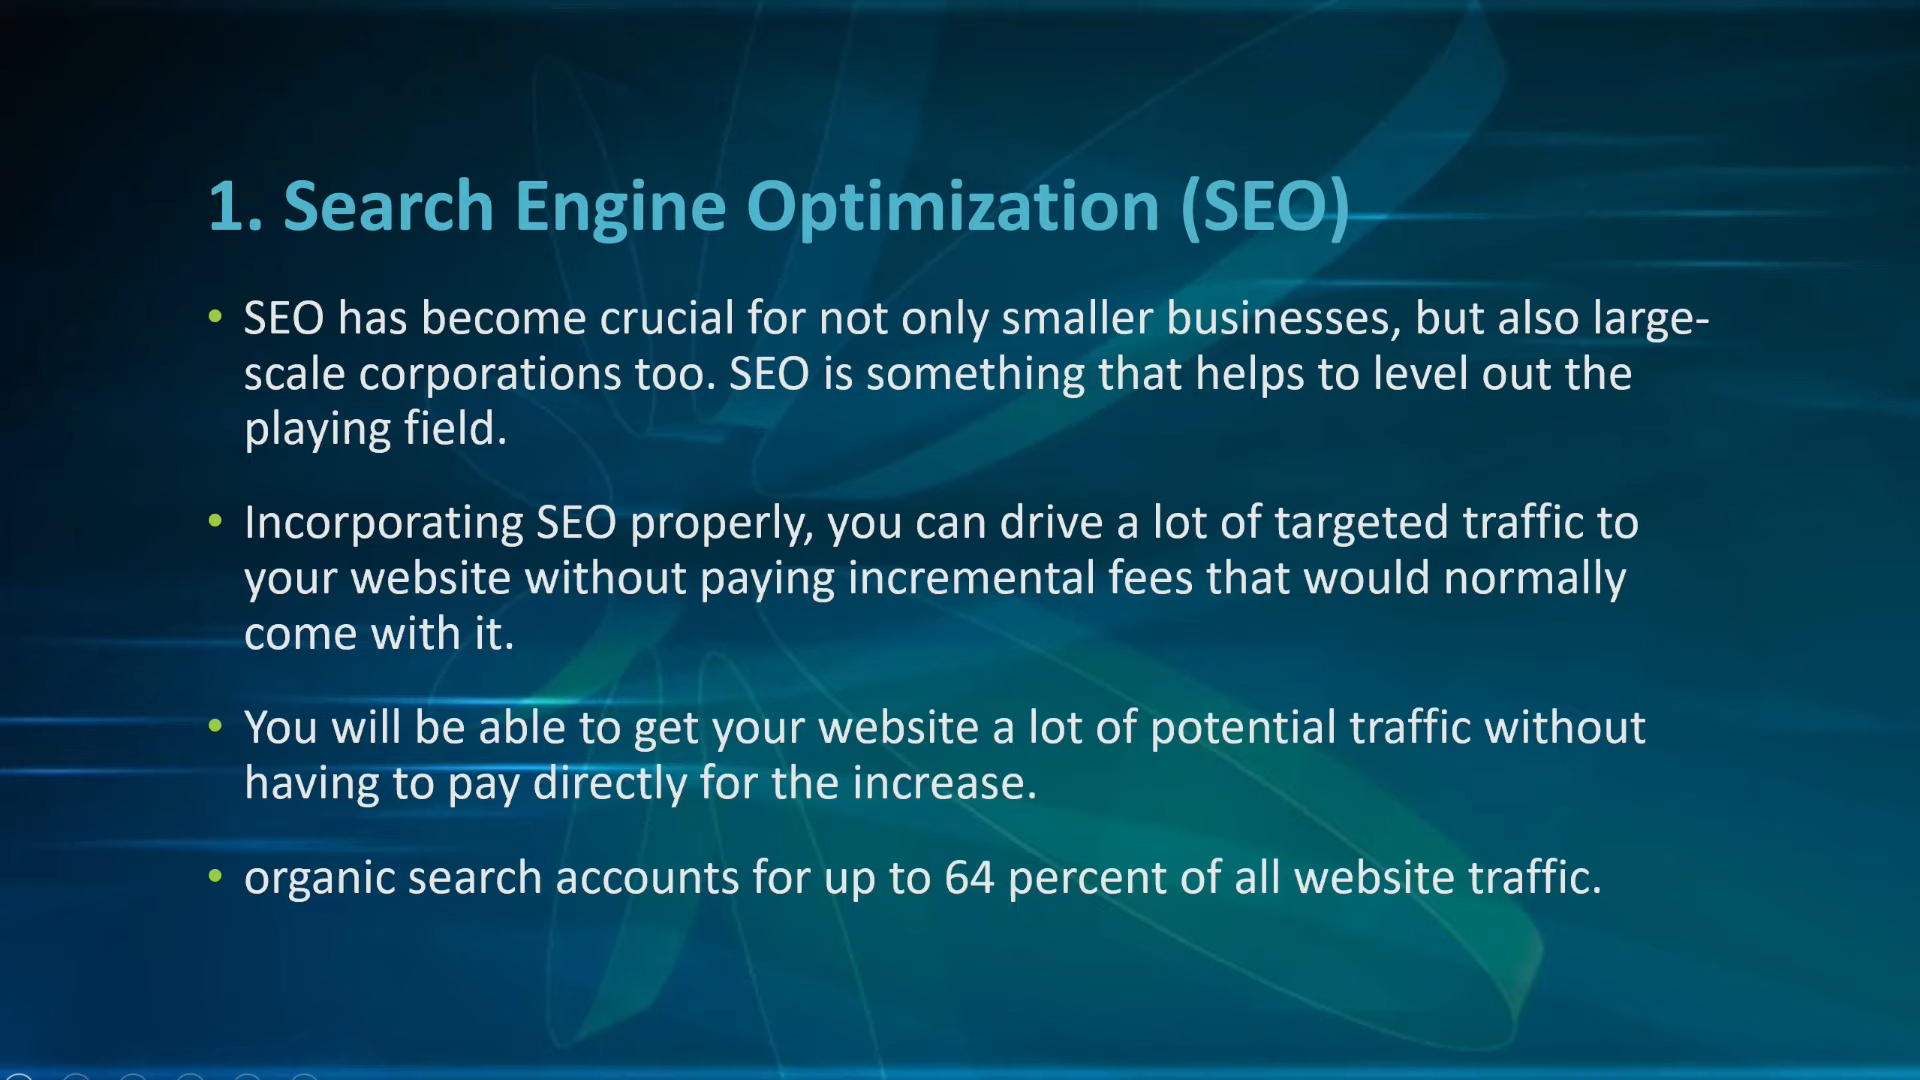 1. Search Engine Optimization (SEO)
• SEO has become crucial for not only smaller businesses, but also large-
scale corporations too. SEO is something that helps to level out the
playing field.
• Incorporating SEO properly, you can drive a lot of targeted traffic to
your website without paying incremental fees that would normally
come with it.
• You will be able to get your website a lot of potential traffic without
having to pay directly for the increase.
• organic search accounts for up to 64 percent of all website traffic.